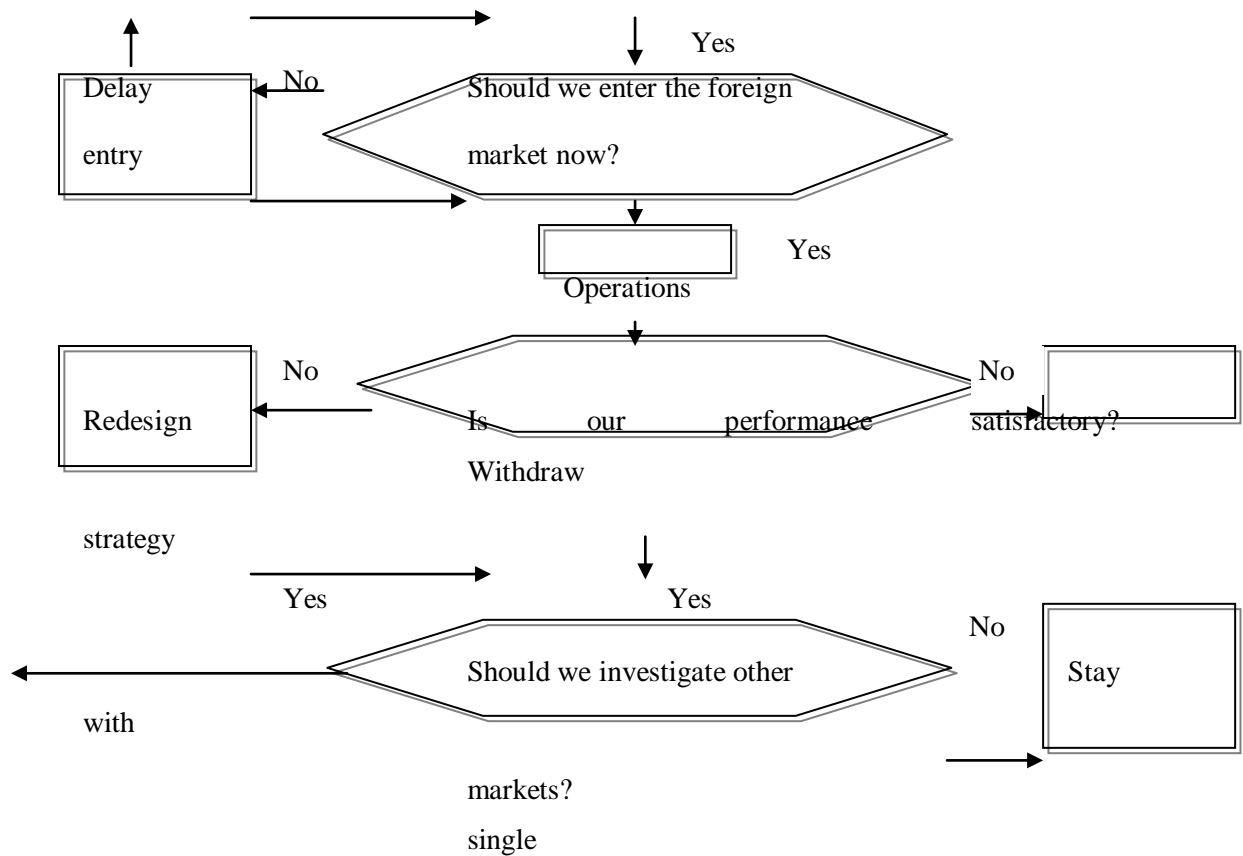 Yes
No
Delay Should we enter the foreign
entry market now?
Yes
Operations
No No
Redesign Is our performance satisfactory?
Withdraw
strategy
Yes Yes
No
Should we investigate other Stay
with
markets?
single